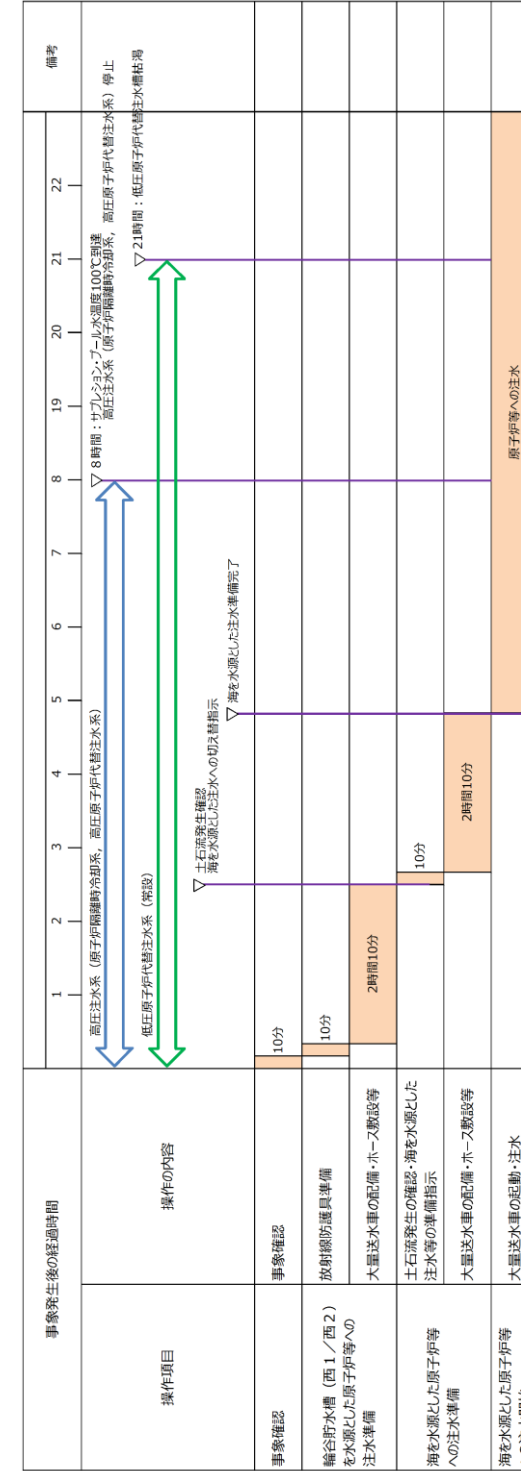 事象発生後の経過時間
1 2 3 4 5 6 7 8 19 20 21 22
備考
操作項目
操作の内容
高圧注水系（原子炉隔離時冷却系，高圧原子炉代替注水系）
▽8時間：サプレション・プール水温度100℃到達
高圧注水系（原子炉隔離時冷却系，高圧原子炉代替注水系）停止
低圧原子炉代替注水系（常設）
▽21時間：低圧原子炉代替注水槽枯渇
▽土石流発生確認
海を水源とした注水への切え替指示
▽海を水源とした注水準備完了
事象確認
事象確認
10分
輪谷貯水槽（西１／西２）
を水源とした原子炉等への
注水準備
放射線防護具準備
10分
大量送水車の配備・ホース敷設等
2時間10分
海を水源とした原子炉等
への注水準備
土石流発生の確認・海を水源とした
注水等の準備指示
10分
大量送水車の配備・ホース敷設等
2時間10分
海を水源とした原子炉等
大量送水車の起動・注水
原子炉等への注水